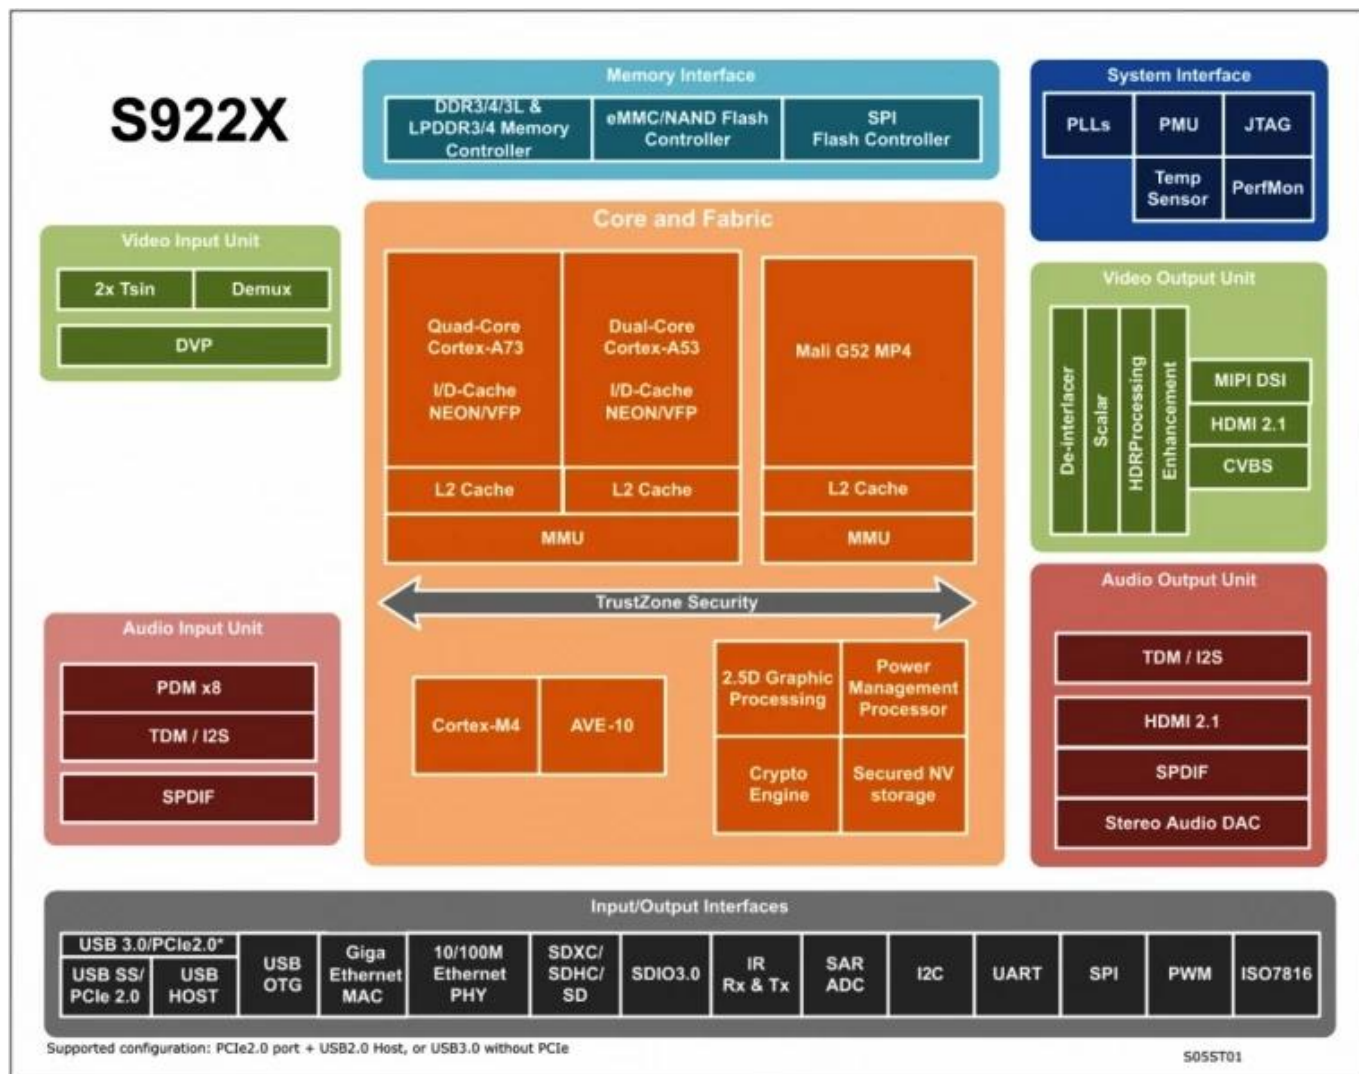 S922X
Memory Interface
DDR3/4/3L &
LPDDR3/4 Memory
Controller
eMMC/NAND Flash
Controller
SPI
Flash Controller
System Interface
PLLs
PMU
JTAG
Temp
Sensor
PerfMon
Video Input Unit
2x Tsin
Demux
DVP
Core and Fabric
Quad-Core
Cortex-A73
I/D-Cache
NEON/VFP
Dual-Core
Cortex-A53
I/D-Cache
NEON/VFP
Mali G52 MP4
L2 Cache
L2 Cache
L2 Cache
MMU
MMU
TrustZone Security
Cortex-M4
AVE-10
2.5D Graphic
Processing
Power
Management
Processor
Crypto
Engine
Secured NV
storage
Video Output Unit
De-interlacer
Scalar
HDRProcessing
Enhancement
MIPI DSI
HDMI 2.1
CVBS
Audio Input Unit
PDM x8
TDM / I2S
SPDIF
Audio Output Unit
TDM / I2S
HDMI 2.1
SPDIF
Stereo Audio DAC
Input/Output Interfaces
USB 3.0/PCIe2.0*
USB SS/
PCIe 2.0
USB
HOST
USB
OTG
Giga
Ethernet
MAC
10/100M
Ethernet
PHY
SDXC/
SDHC/
SD
SDIO3.0
IR
Rx & Tx
SAR
ADC
I2C
UART
SPI
PWM
ISO7816
Supported configuration: PCIe2.0 port + USB2.0 Host, or USB3.0 without PCIe
S05ST01